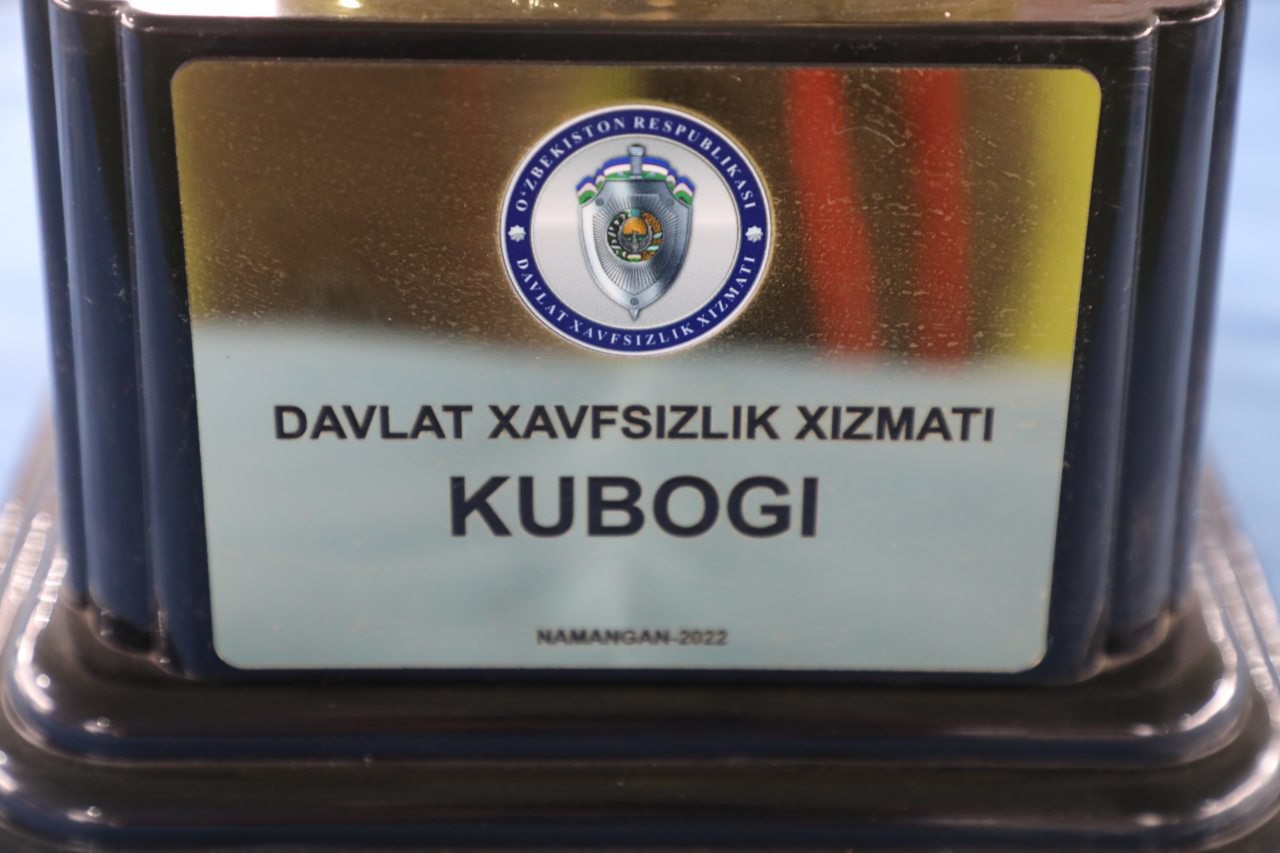 O‘ZBEKISTON RESPUBLIKASI
DAVLAT XAVFSIZLIK XIZMATI
DAVLAT XAVFSIZLIK XIZMATI
KUBOGI
NAMANGAN-2022